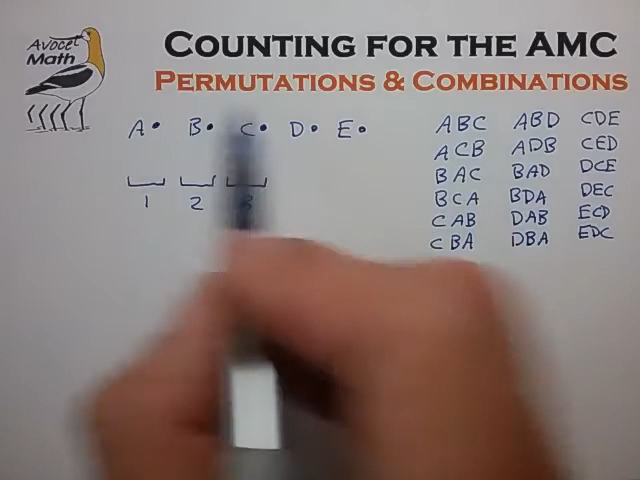 Avocet
Math
COUNTING FOR THE AMC
PERMUTATIONS & COMBINATIONS
A• B• C• D• E•
1 2 3
ABC ABD CDE
ACB ADB CED
BAC BAD DCE
BCA BDA DEC
CAB DAB ECD
CBA DBA EDC